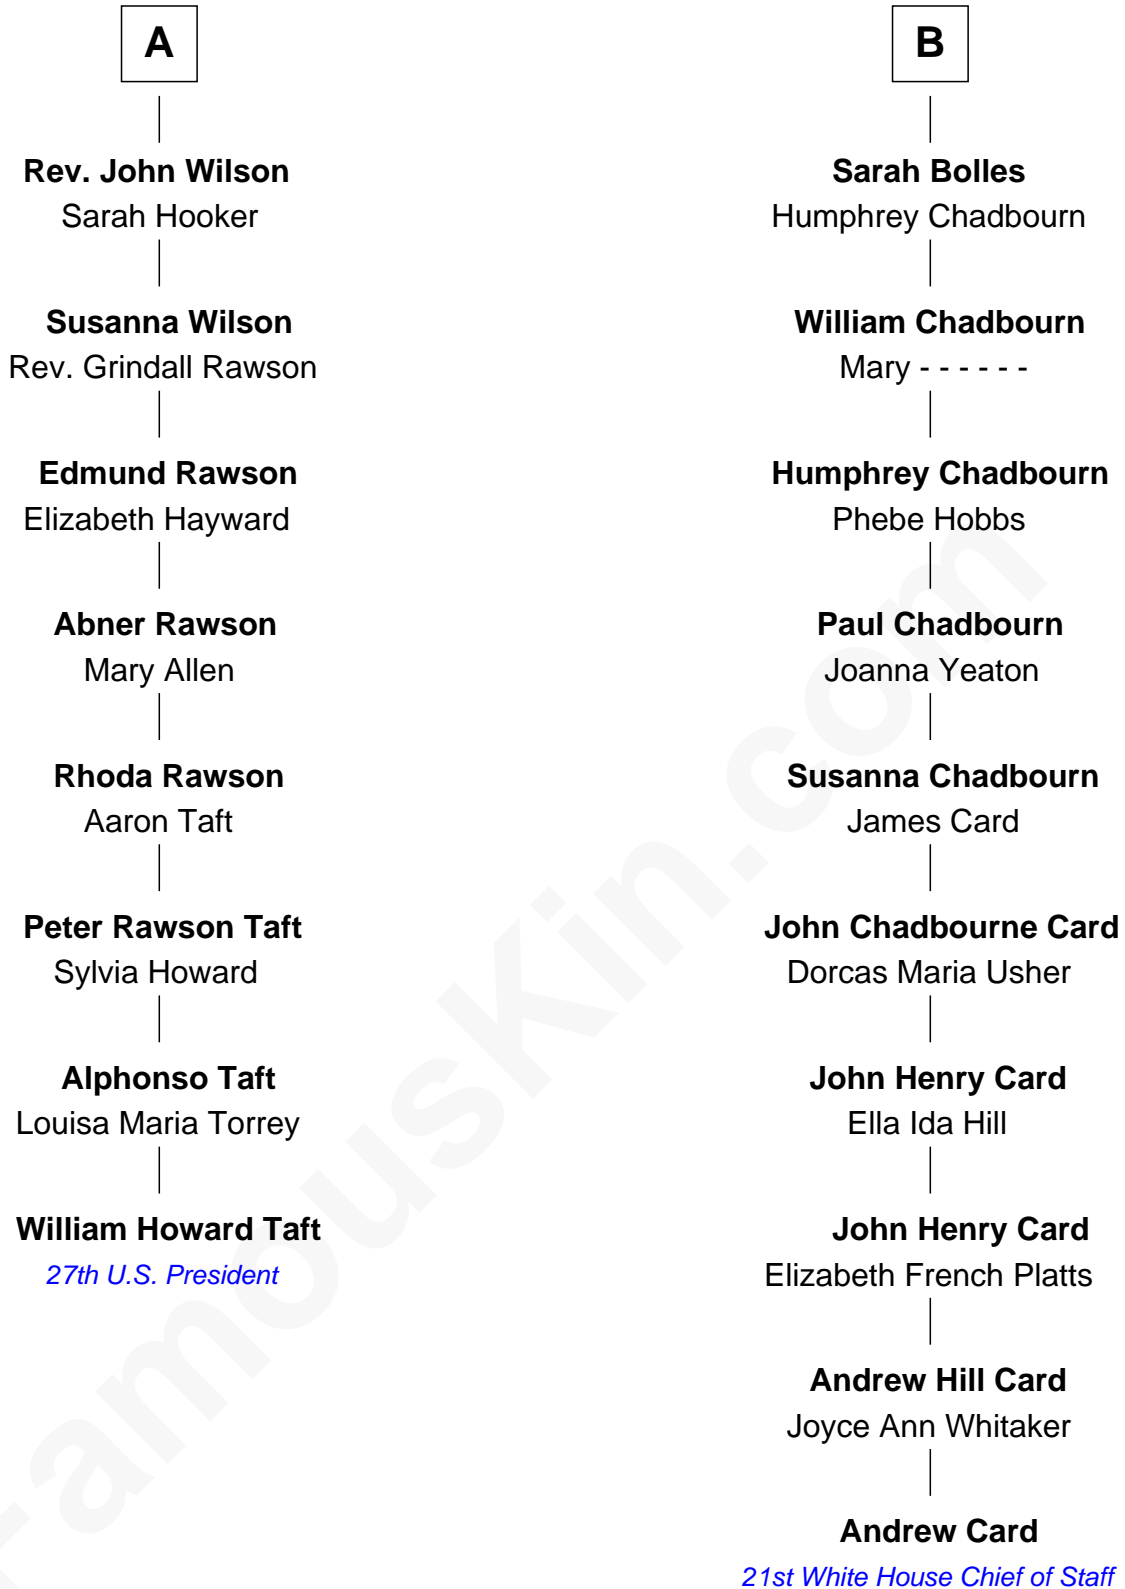 A
Rev. John Wilson
Sarah Hooker
Susanna Wilson
Rev. Grindall Rawson
Edmund Rawson
Elizabeth Hayward
Abner Rawson
Mary Allen
Rhoda Rawson
Aaron Taft
Peter Rawson Taft
Sylvia Howard
Alphonso Taft
Louisa Maria Torrey
William Howard Taft
27th U.S. President
B
Sarah Bolles
Humphrey Chadbourn
William Chadbourn
Mary - - - - - -
Humphrey Chadbourn
Phebe Hobbs
Paul Chadbourn
Joanna Yeaton
Susanna Chadbourn
James Card
John Chadbourne Card
Dorcas Maria Usher
John Henry Card
Ella Ida Hill
John Henry Card
Elizabeth French Platts
Andrew Hill Card
Joyce Ann Whitaker
Andrew Card
21st White House Chief of Staff
FamousKin.com